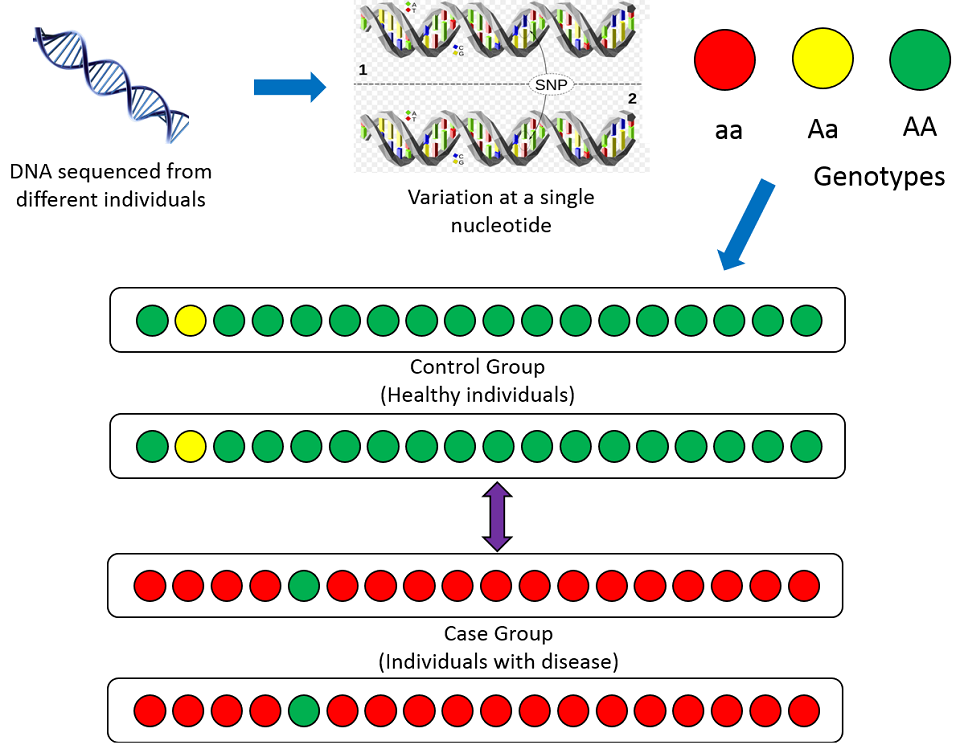 DNA sequenced from
different individuals
A
T
C
G
1
SNP
2
A
T
C
G
Variation at a single
nucleotide
aa
Aa
AA
Genotypes
Control Group
(Healthy individuals)
Case Group
(Individuals with disease)